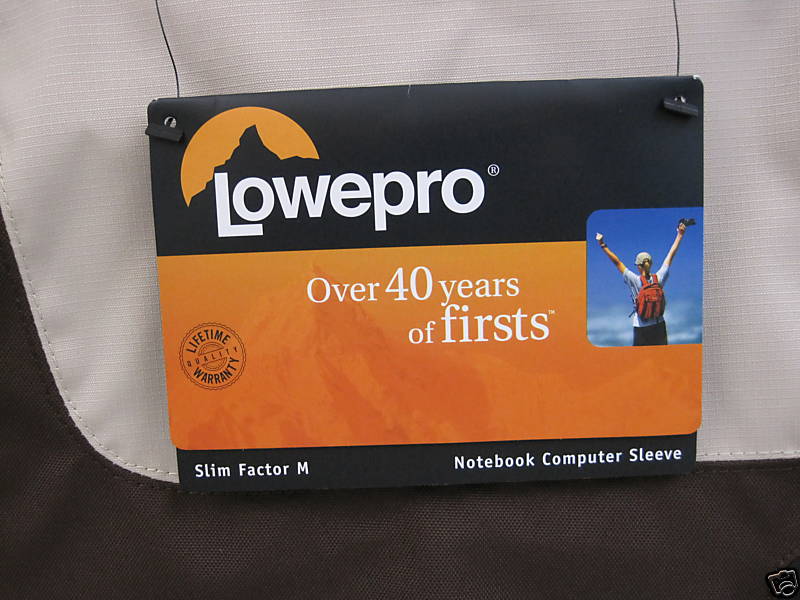 Lowepro®
Over 40 years
of firsts™
LIFETIME
QUALITY
WARRANTY
Slim Factor M
Notebook Computer Sleeve